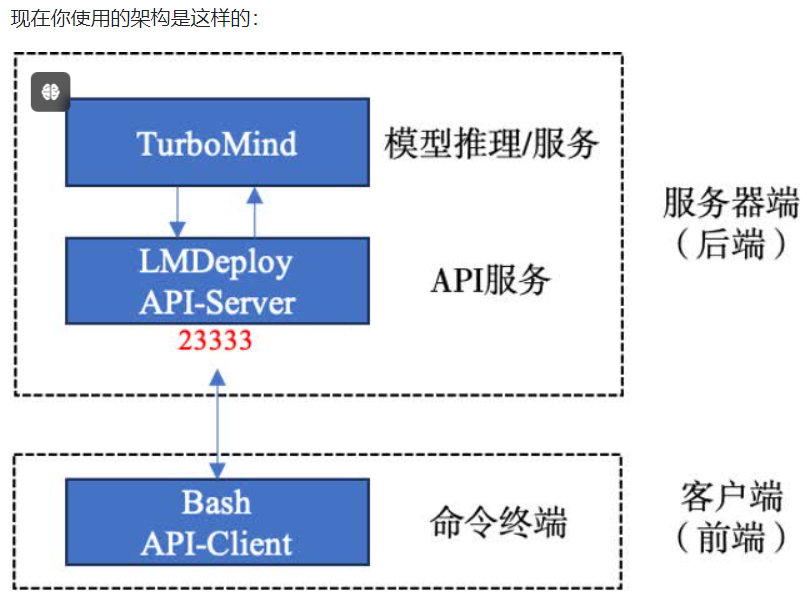 现在你使用的架构是这样的：
TurboMind
模型推理/服务
LMDeploy
API-Server
API服务
23333
服务器端
（后端）
Bash
API-Client
命令终端
客户端
（前端）